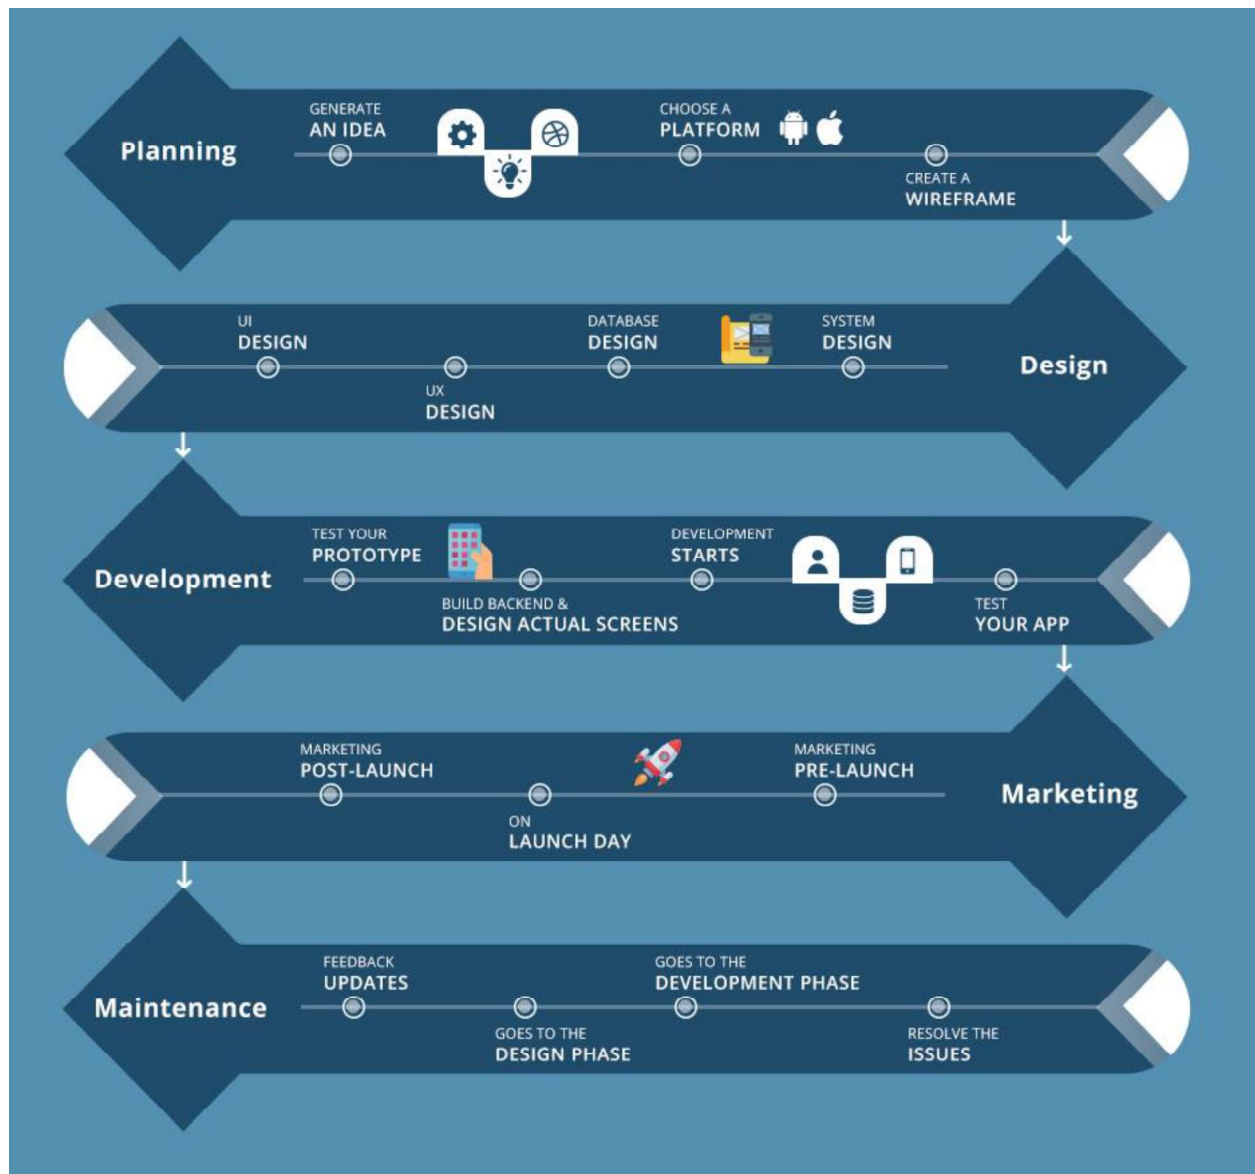 Planning
GENERATE
AN IDEA
CHOOSE A
PLATFORM
CREATE A
WIREFRAME
Design
SYSTEM
DESIGN
DATABASE
DESIGN
UX
DESIGN
UI
DESIGN
Development
TEST YOUR
PROTOTYPE
BUILD BACKEND &
DESIGN ACTUAL SCREENS
DEVELOPMENT
STARTS
TEST
YOUR APP
Marketing
MARKETING
PRE-LAUNCH
ON
LAUNCH DAY
MARKETING
POST-LAUNCH
Maintenance
FEEDBACK
UPDATES
GOES TO THE
DESIGN PHASE
GOES TO THE
DEVELOPMENT PHASE
RESOLVE THE
ISSUES